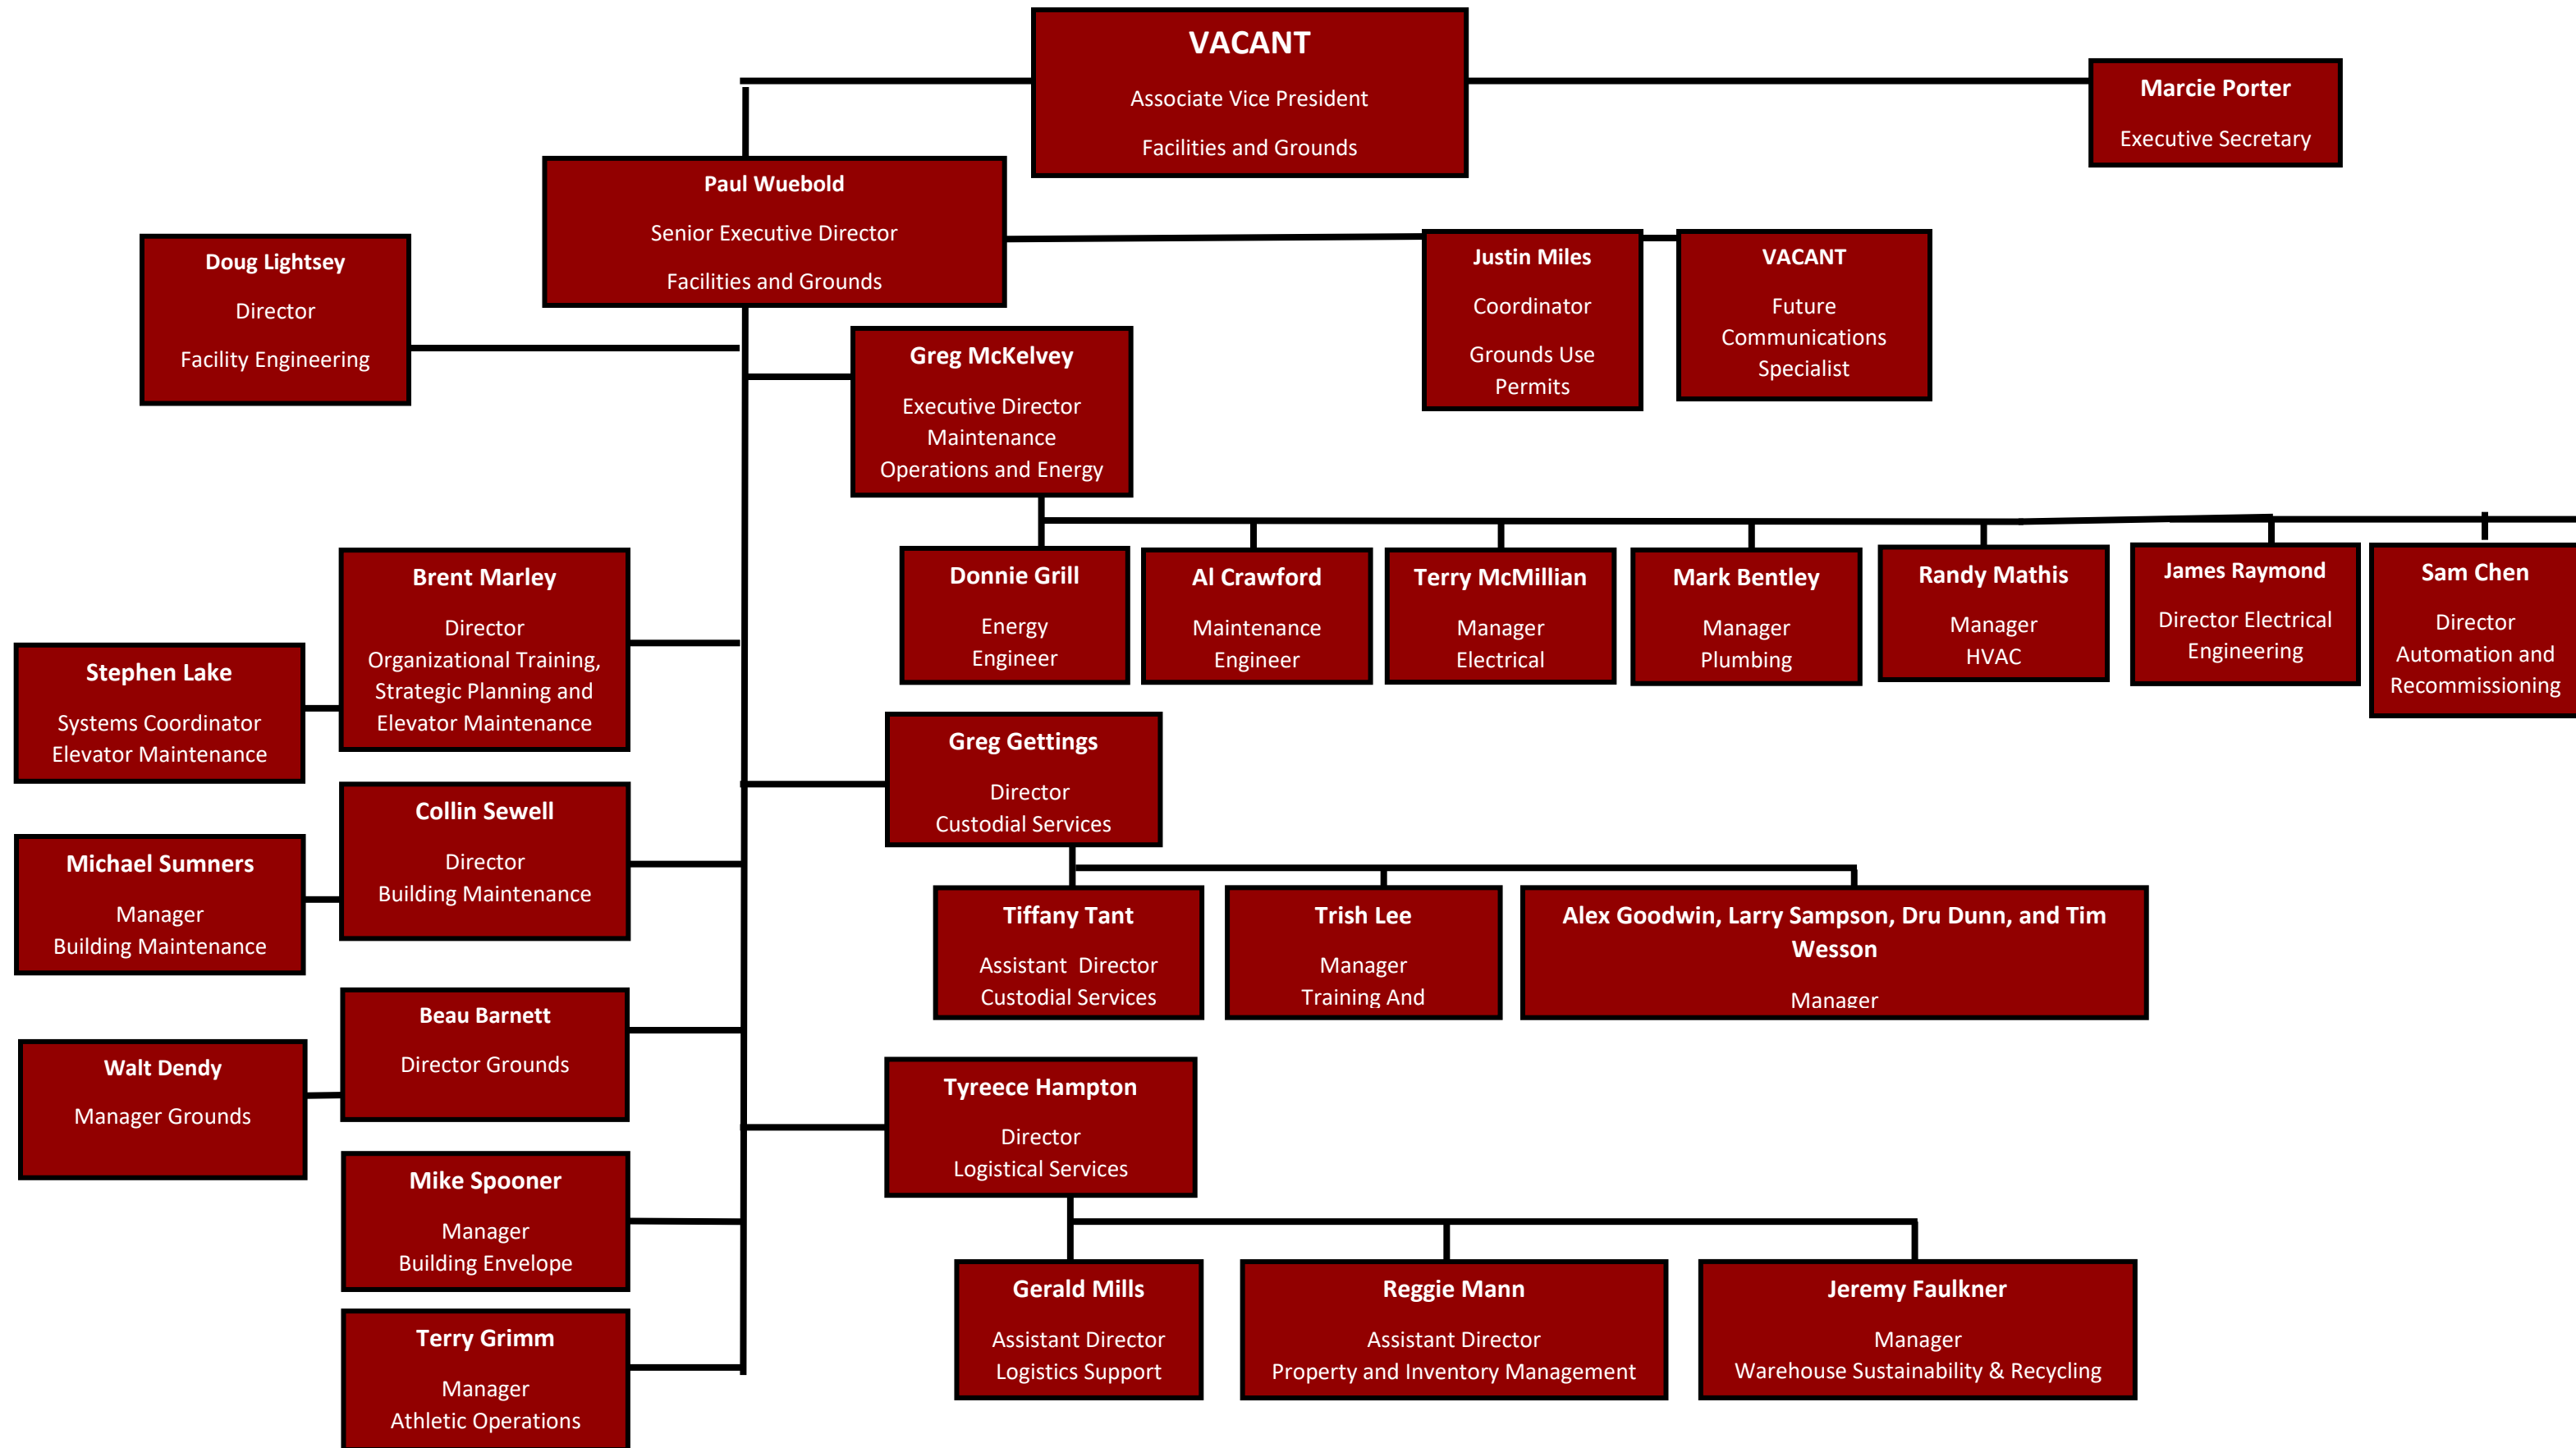 VACANT
Associate Vice President
Facilities and Grounds
Marcie Porter
Executive Secretary
Paul Wuebold
Senior Executive Director
Facilities and Grounds
Doug Lightsey
Director
Facility Engineering
Justin Miles
Coordinator
Grounds Use
Permits
VACANT
Future
Communications
Specialist
Greg McKelvey
Executive Director
Maintenance
Operations and Energy
Donnie Grill
Energy
Engineer
Al Crawford
Maintenance
Engineer
Terry McMillian
Manager
Electrical
Mark Bentley
Manager
Plumbing
Randy Mathis
Manager
HVAC
James Raymond
Director Electrical
Engineering
Sam Chen
Director
Automation and
Recommissioning
Brent Marley
Director
Organizational Training,
Strategic Planning and
Elevator Maintenance
Stephen Lake
Systems Coordinator
Elevator Maintenance
Greg Gettings
Director
Custodial Services
Collin Sewell
Director
Building Maintenance
Michael Sumners
Manager
Building Maintenance
Tiffany Tant
Assistant  Director
Custodial Services
Trish Lee
Manager
Training And
Alex Goodwin, Larry Sampson, Dru Dunn, and Tim
Wesson
Manager
Beau Barnett
Director Grounds
Walt Dendy
Manager Grounds
Tyreece Hampton
Director
Logistical Services
Mike Spooner
Manager
Building Envelope
Gerald Mills
Assistant Director
Logistics Support
Reggie Mann
Assistant Director
Property and Inventory Management
Jeremy Faulkner
Manager
Warehouse Sustainability & Recycling
Terry Grimm
Manager
Athletic Operations